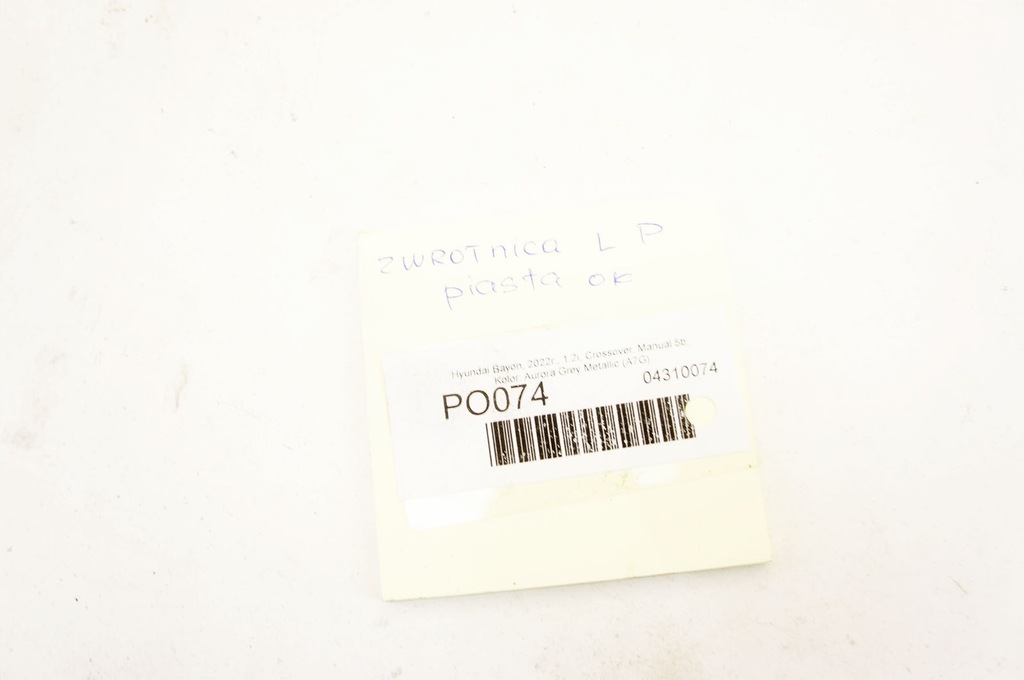 ZWROTNICA L P
piasta ok
Hyundai Bayon, 2022r., 1.2i, Crossover, Manual 5b,
Kolor: Aurora Grey Metallic (A7G)
PO074 04310074